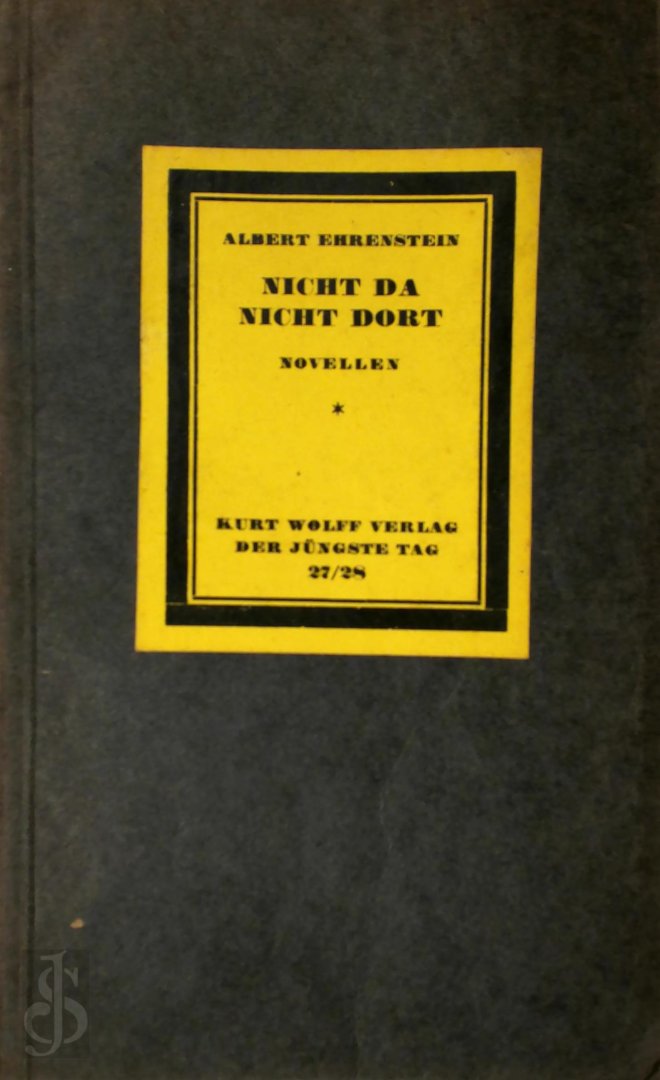 ALBERT EHRENSTEIN
NICHT DA
NICHT DORT
NOVELLEN
*
KURT WOLFF VERLAG
DER JÜNGSTE TAG
27/28